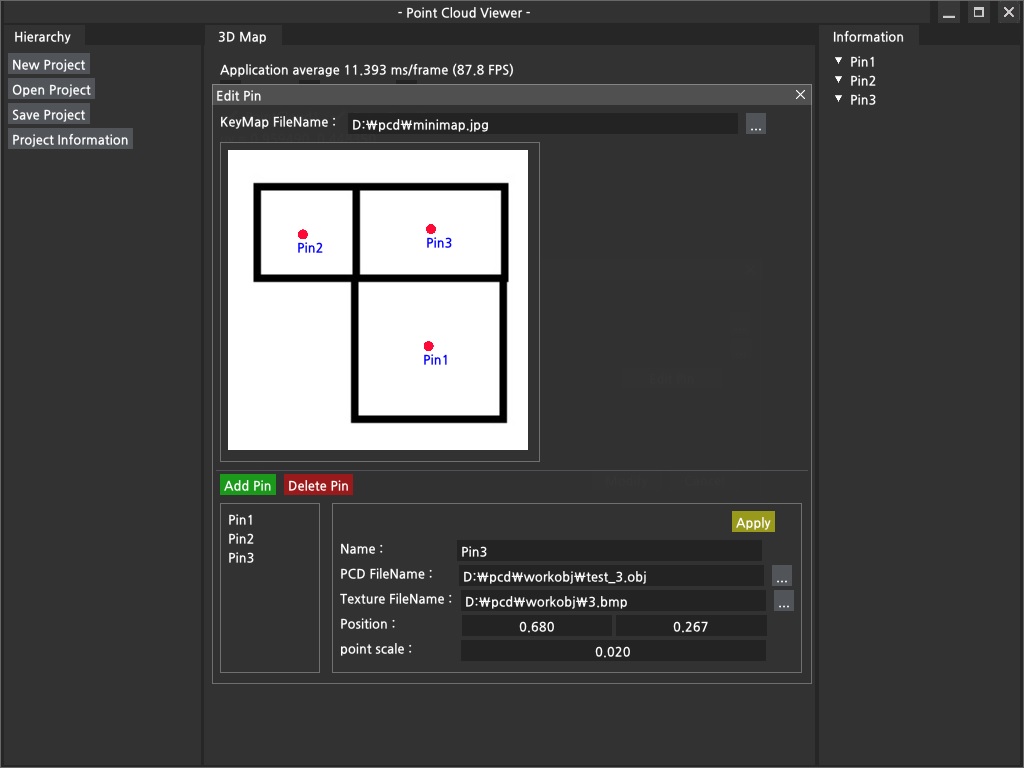 - Point Cloud Viewer -
Hierarchy
3D Map
Information
New Project
Open Project
Save Project
Project Information
Application average 11.393 ms/frame (87.8 FPS)
Pin1
Pin2
Pin3
Edit Pin
KeyMap FileName :
D:₩pcd₩minimap.jpg
...
Pin2
Pin3
Pin1
Add Pin
Delete Pin
Pin1
Pin2
Pin3
Apply
Name :
Pin3
PCD FileName :
D:₩pcd₩workobj₩test_3.obj
...
Texture FileName :
D:₩pcd₩workobj₩3.bmp
...
Position :
0.680
0.267
point scale :
0.020